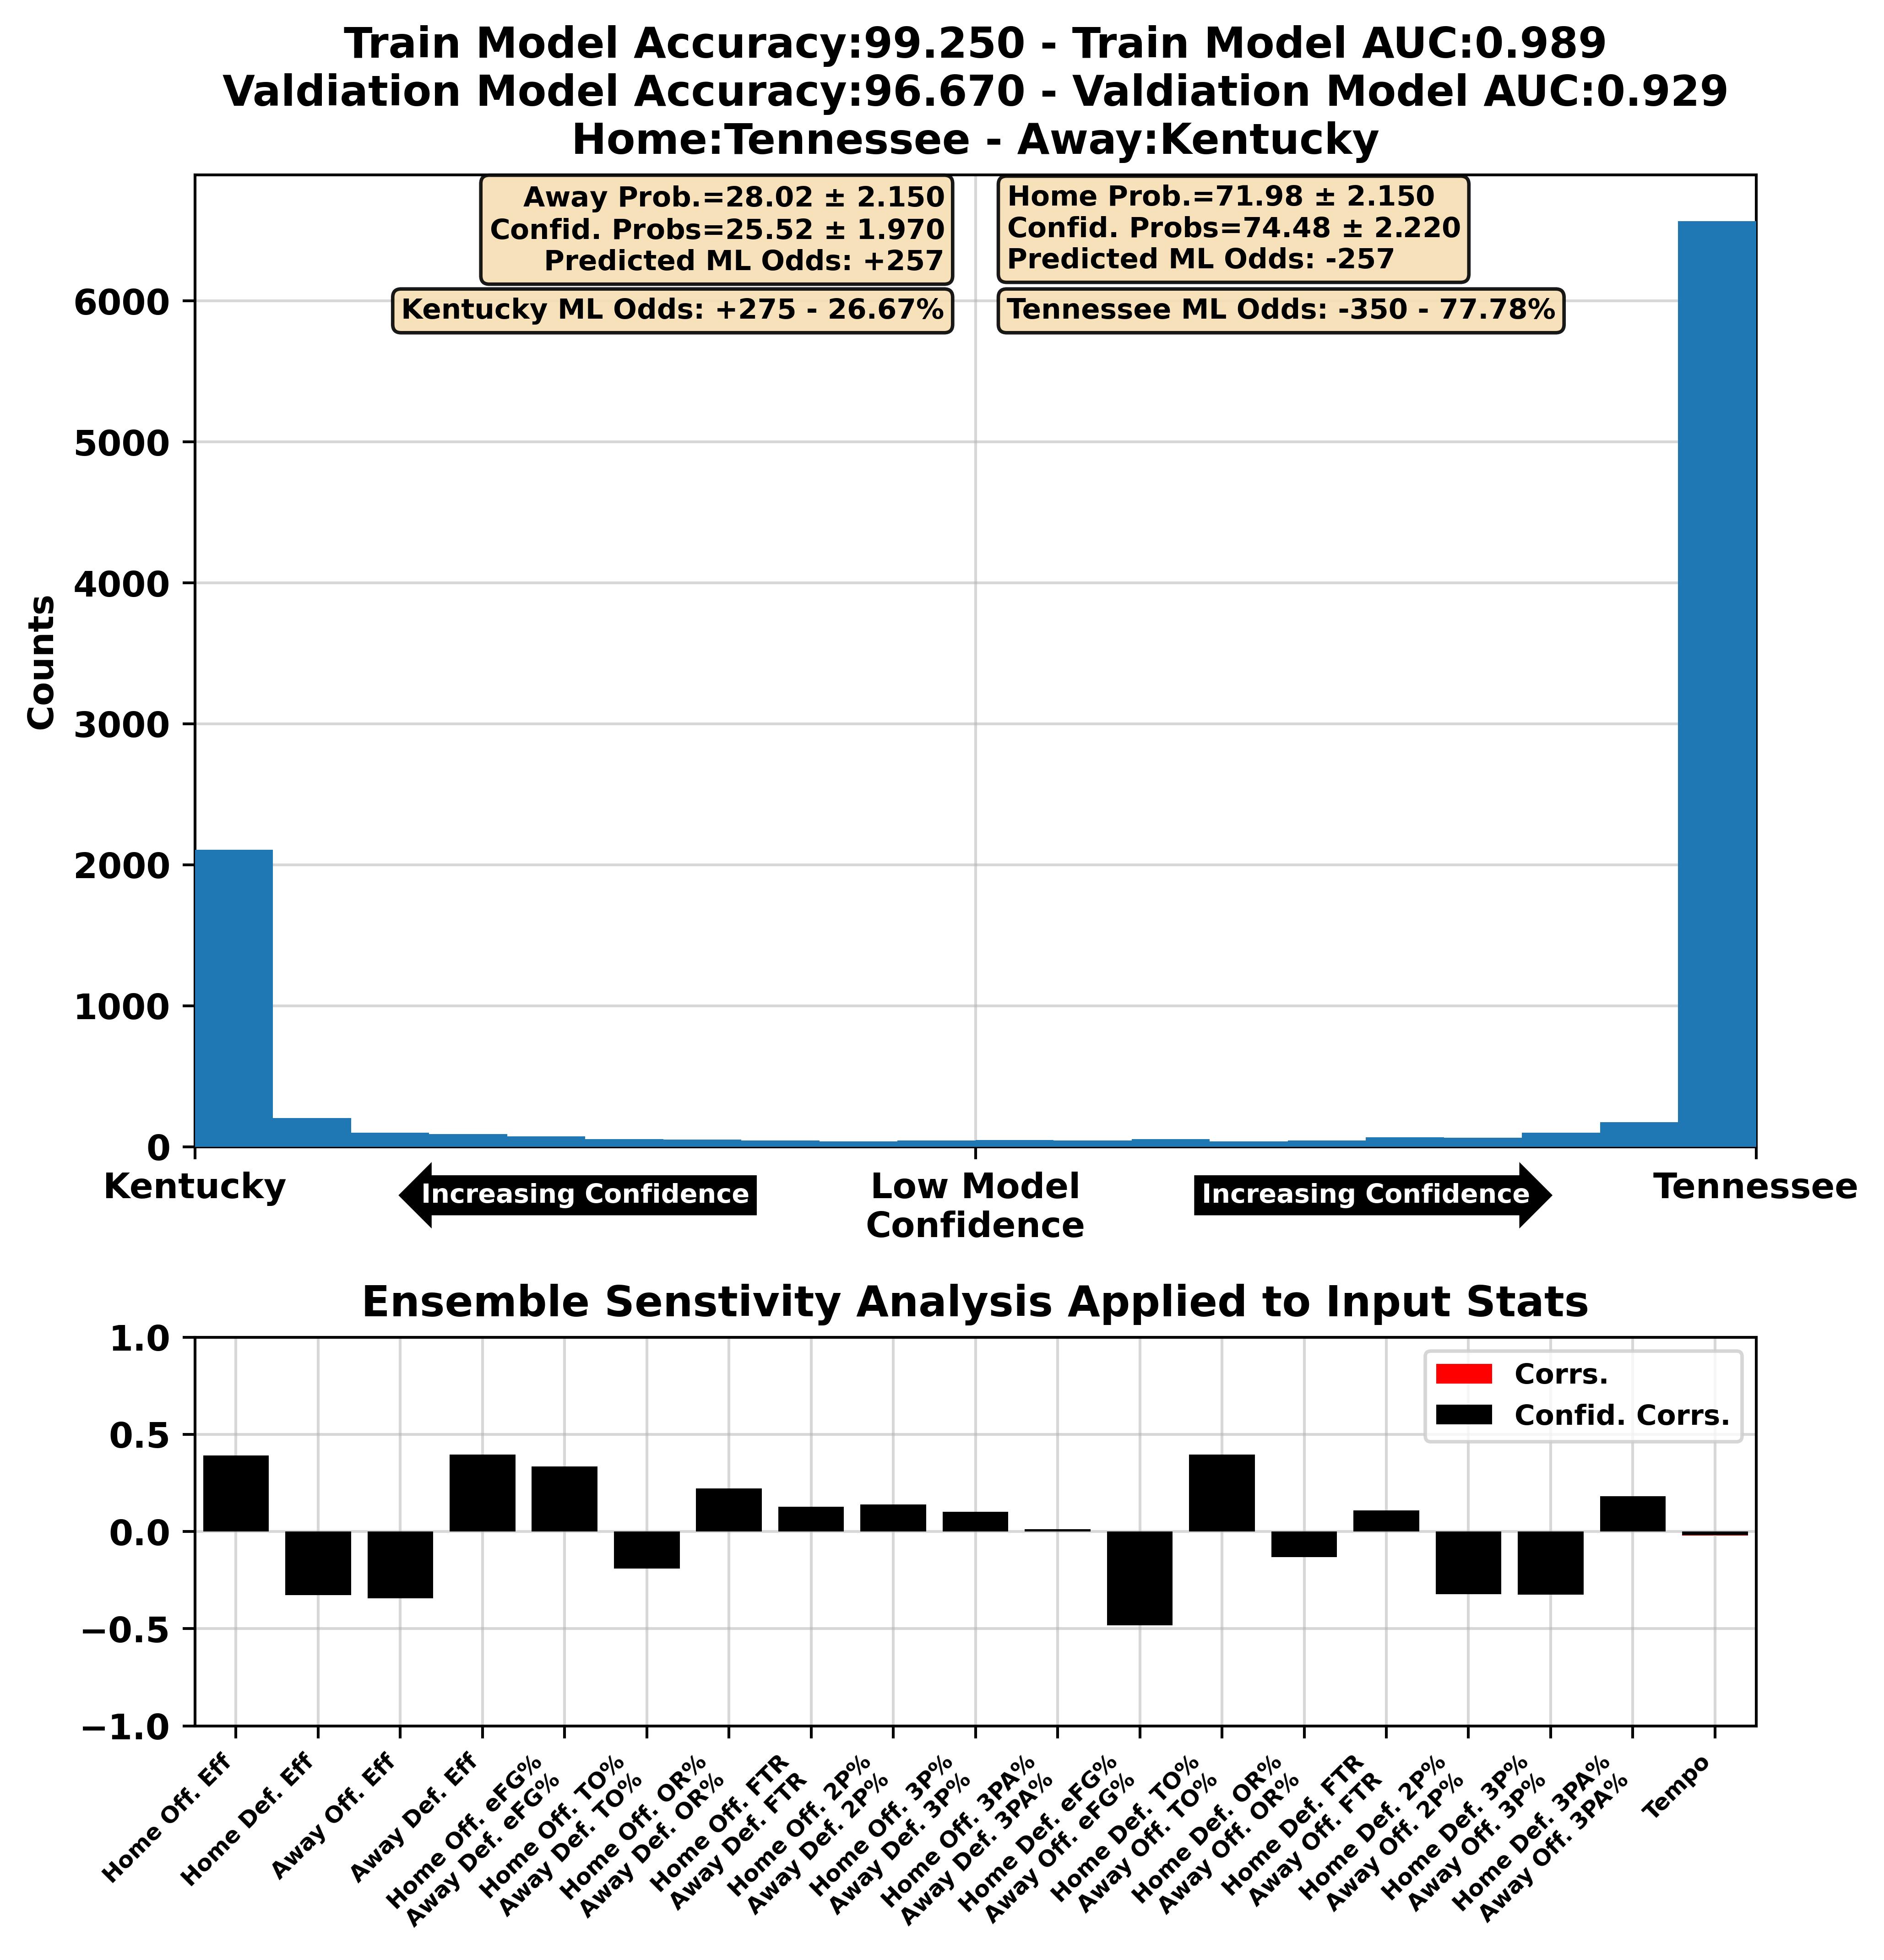 Train Model Accuracy:99.250 - Train Model AUC:0.989
Valdiation Model Accuracy:96.670 - Valdiation Model AUC:0.929
Home:Tennessee - Away:Kentucky
Away Prob.=28.02 ± 2.150
Confid. Probs=25.52 ± 1.970
Predicted ML Odds: +257
Kentucky ML Odds: +275 - 26.67%
Home Prob.=71.98 ± 2.150
Confid. Probs=74.48 ± 2.220
Predicted ML Odds: -257
Tennessee ML Odds: -350 - 77.78%
Counts
6000
5000
4000
3000
2000
1000
0
Kentucky
Increasing Confidence
Low Model
Confidence
Increasing Confidence
Tennessee
Ensemble Senstivity Analysis Applied to Input Stats
1.0
0.5
0.0
−0.5
−1.0
Corrs.
Confid. Corrs.
Home Off. Eff
Home Def. Eff
Away Off. Eff
Away Def. Eff
Home Off. eFG%
Away Def. eFG%
Home Off. TO%
Away Def. TO%
Home Off. OR%
Away Def. OR%
Home Off. FTR
Away Def. FTR
Home Off. 2P%
Away Def. 2P%
Home Off. 3P%
Away Def. 3P%
Home Off. 3PA%
Away Def. 3PA%
Home Def. eFG%
Away Off. eFG%
Home Def. TO%
Away Off. TO%
Home Def. OR%
Away Off. OR%
Home Def. FTR
Away Off. FTR
Home Def. 2P%
Away Off. 2P%
Home Def. 3P%
Away Off. 3P%
Home Def. 3PA%
Away Off. 3PA%
Tempo